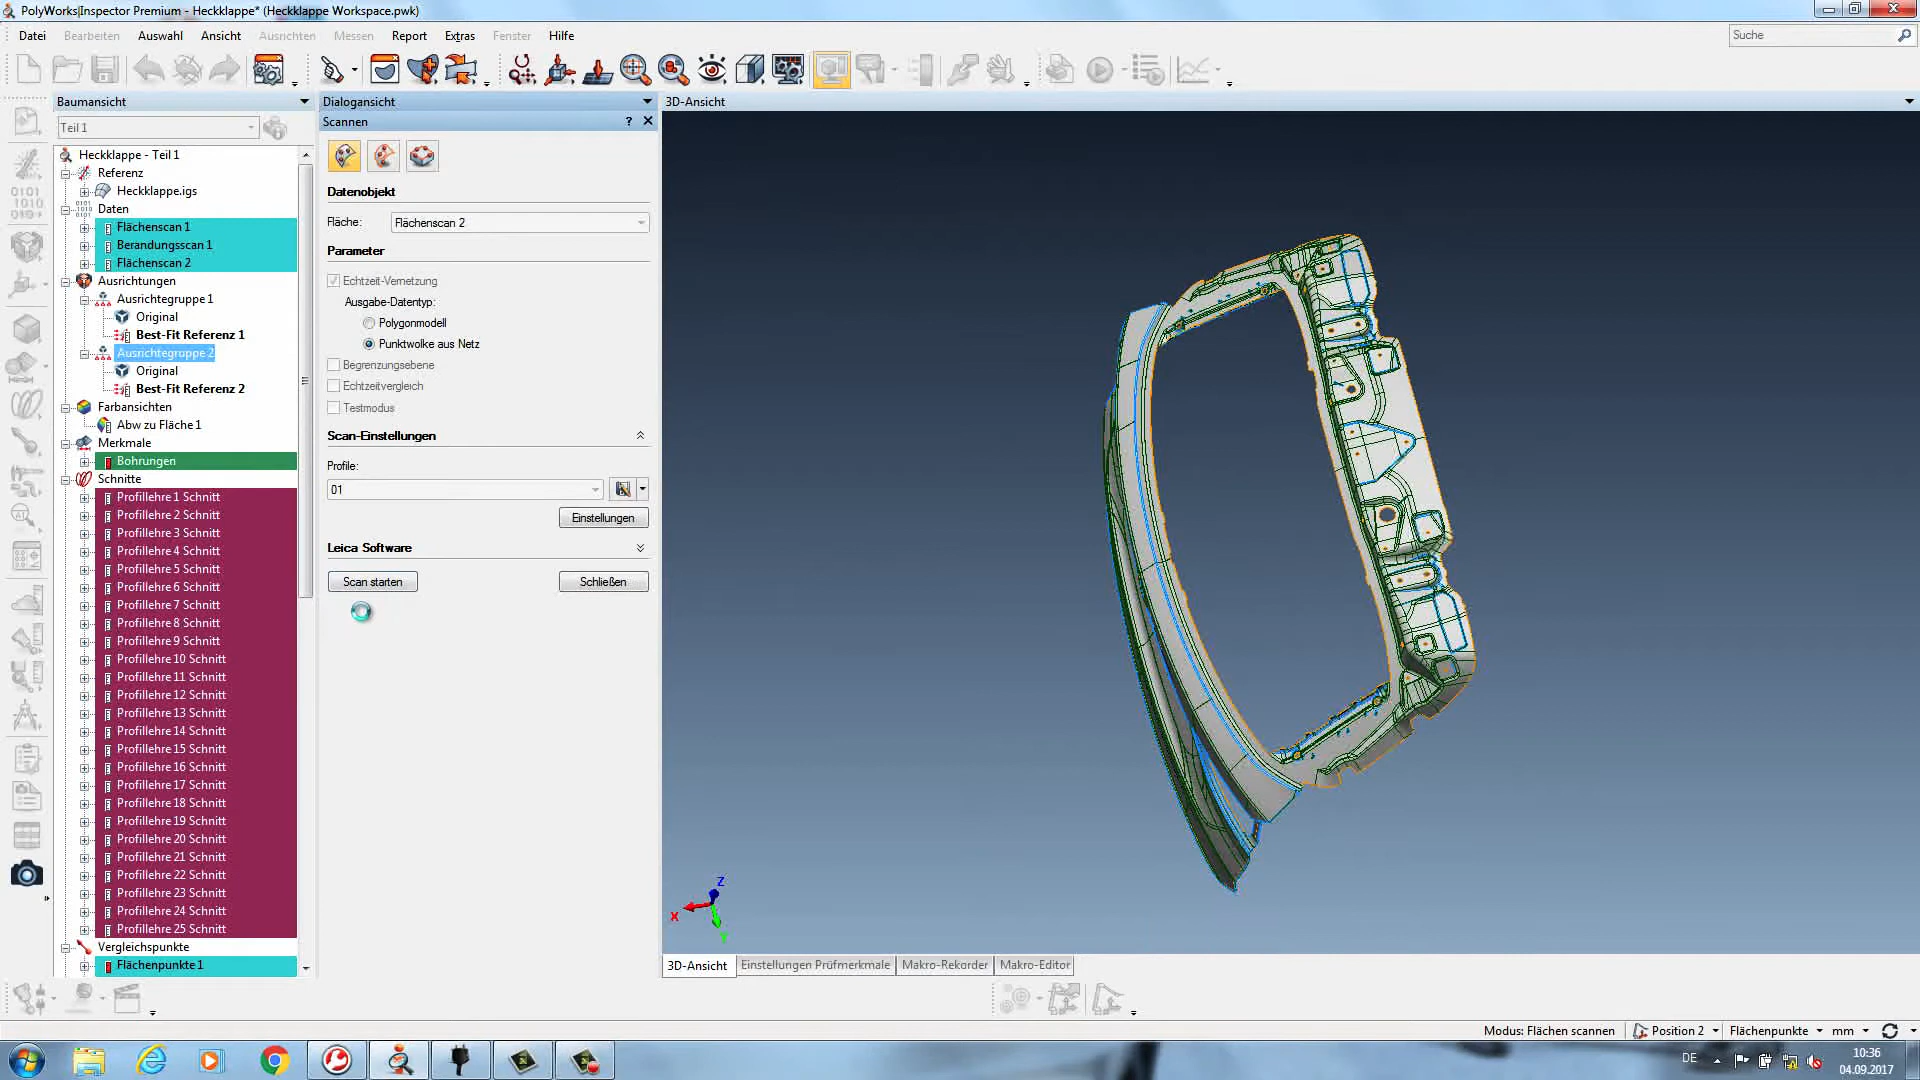 PolyWorks|Inspector Premium - Heckklappe* (Heckklappe Workspace.pwk)
Datei Bearbeiten Auswahl Ansicht Ausrichten Messen Report Extras Fenster Hilfe
Suche
Baumansicht
Teil 1
Heckklappe - Teil 1
Referenz
Heckklappe.igs
Daten
Flächenscan 1
Berandungsscan 1
Flächenscan 2
Ausrichtungen
Ausrichtegruppe 1
Original
Best-Fit Referenz 1
Ausrichtegruppe 2
Original
Best-Fit Referenz 2
Farbansichten
Abw zu Fläche 1
Merkmale
Bohrungen
Schnitte
Profillehre 1 Schnitt
Profillehre 2 Schnitt
Profillehre 3 Schnitt
Profillehre 4 Schnitt
Profillehre 5 Schnitt
Profillehre 6 Schnitt
Profillehre 7 Schnitt
Profillehre 8 Schnitt
Profillehre 9 Schnitt
Profillehre 10 Schnitt
Profillehre 11 Schnitt
Profillehre 12 Schnitt
Profillehre 13 Schnitt
Profillehre 14 Schnitt
Profillehre 15 Schnitt
Profillehre 16 Schnitt
Profillehre 17 Schnitt
Profillehre 18 Schnitt
Profillehre 19 Schnitt
Profillehre 20 Schnitt
Profillehre 21 Schnitt
Profillehre 22 Schnitt
Profillehre 23 Schnitt
Profillehre 24 Schnitt
Profillehre 25 Schnitt
Vergleichspunkte
Flächenpunkte 1
Dialogansicht
Scannen ?
Datenobjekt
Fläche: Flächenscan 2
Parameter
Echtzeit-Vernetzung
Ausgabe-Datentyp:
Polygonmodell
Punktwolke aus Netz
Begrenzungsebene
Echtzeitvergleich
Testmodus
Scan-Einstellungen
Profile:
01
Einstellungen
Leica Software
Scan starten Schließen
3D-Ansicht
Z
X
Y
3D-Ansicht Einstellungen Prüfmerkmale Makro-Rekorder Makro-Editor
Modus: Flächen scannen Position 2 Flächenpunkte mm
DE
10:36
04.09.2017